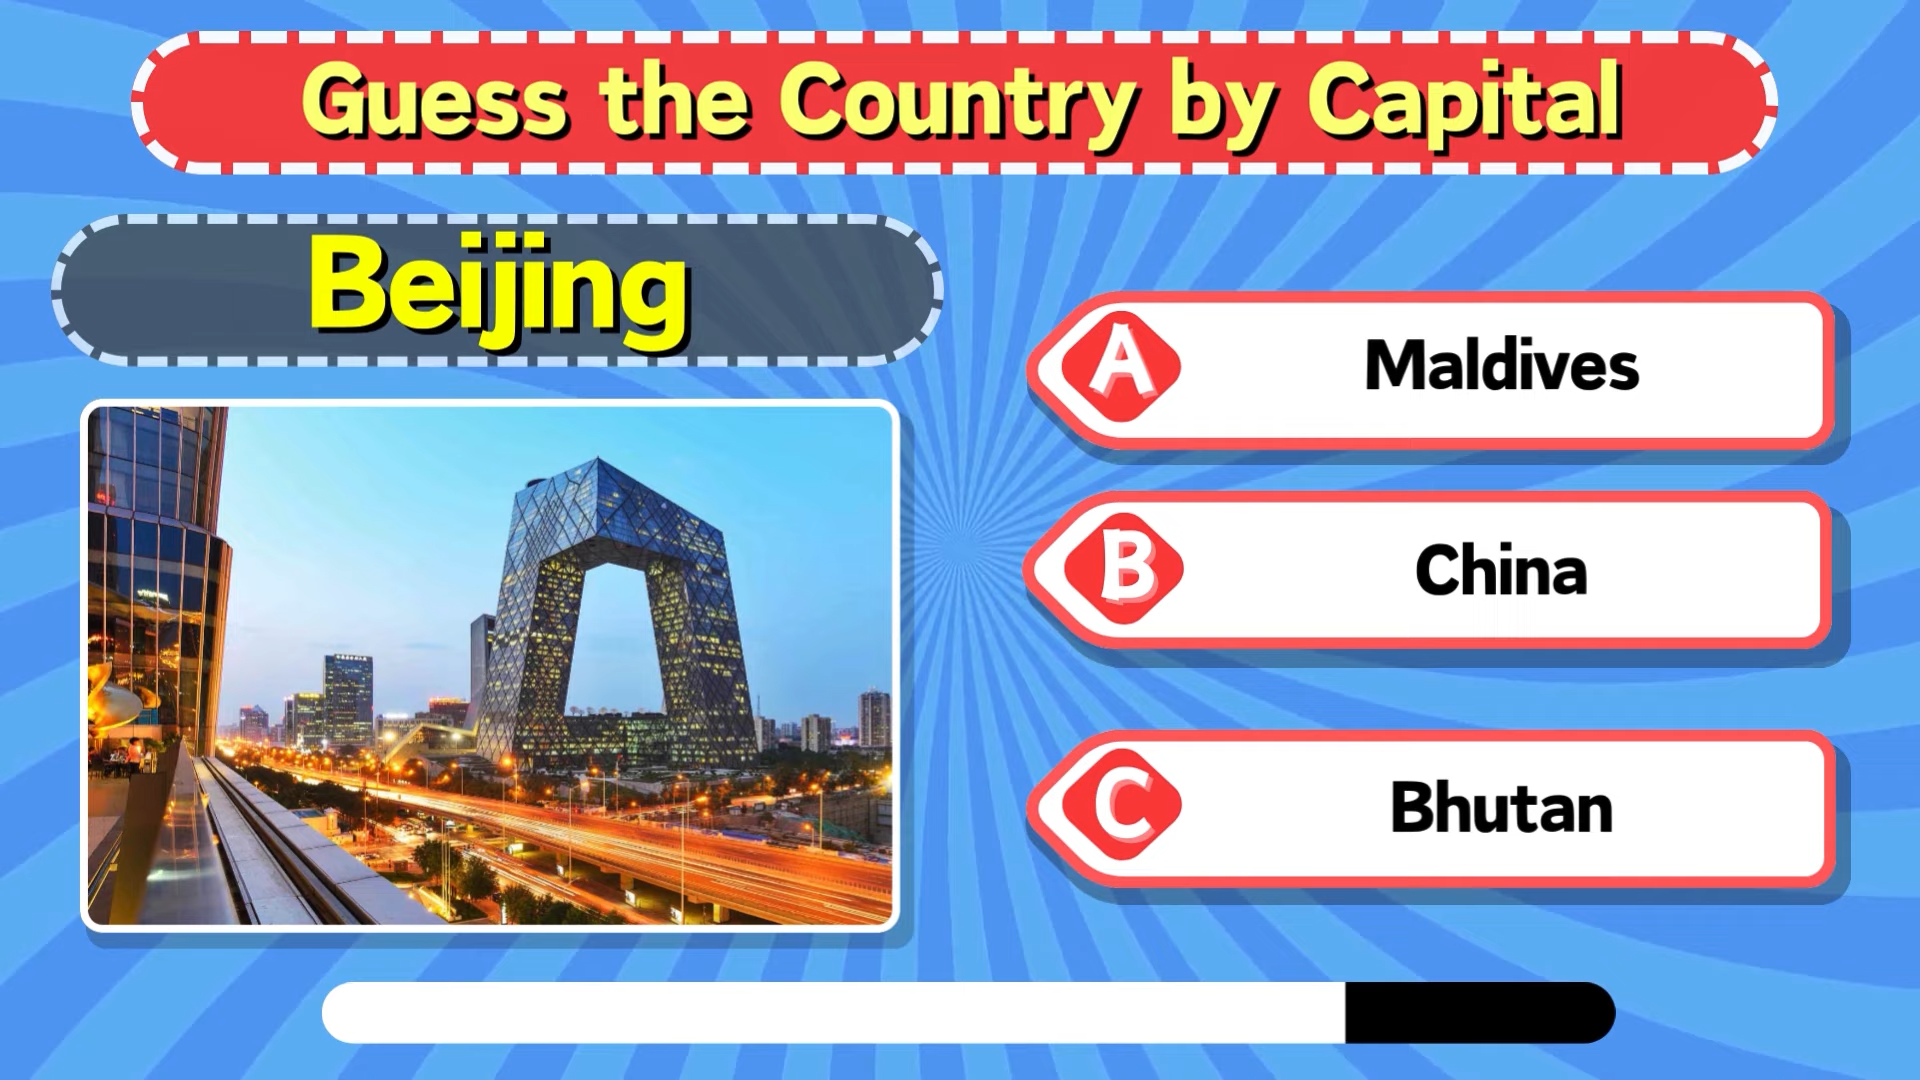 Guess the Country by Capital
Beijing
A Maldives
B China
C Bhutan